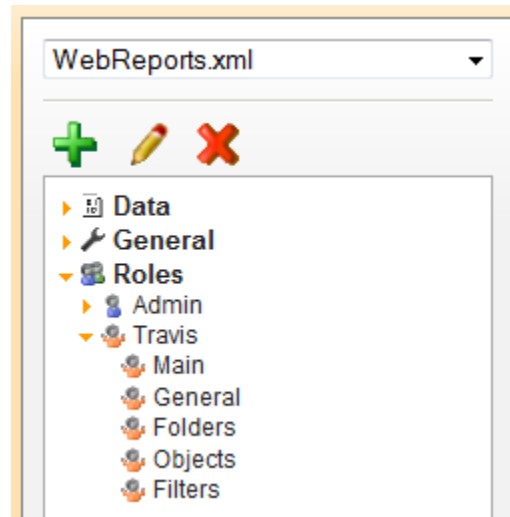 WebReports.xml
Data
General
Roles
Admin
Travis
Main
General
Folders
Objects
Filters